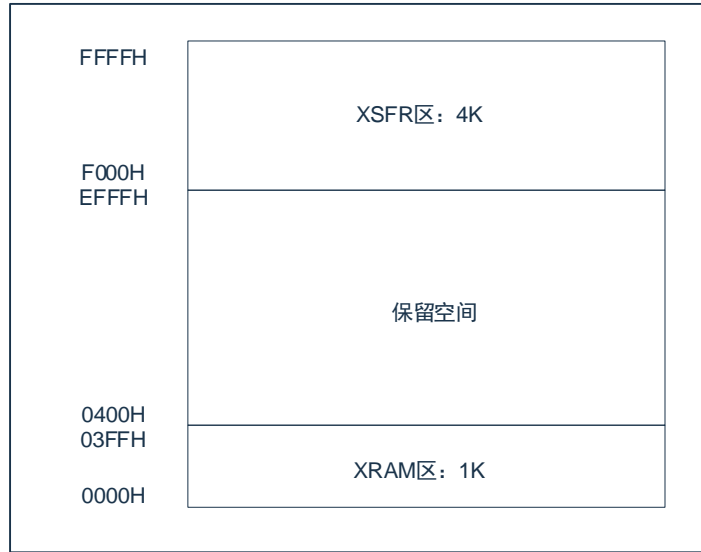 FFFFH
XSFR区：4K
F000H
EFFFH
保留空间
0400H
03FFH
XRAM区：1K
0000H